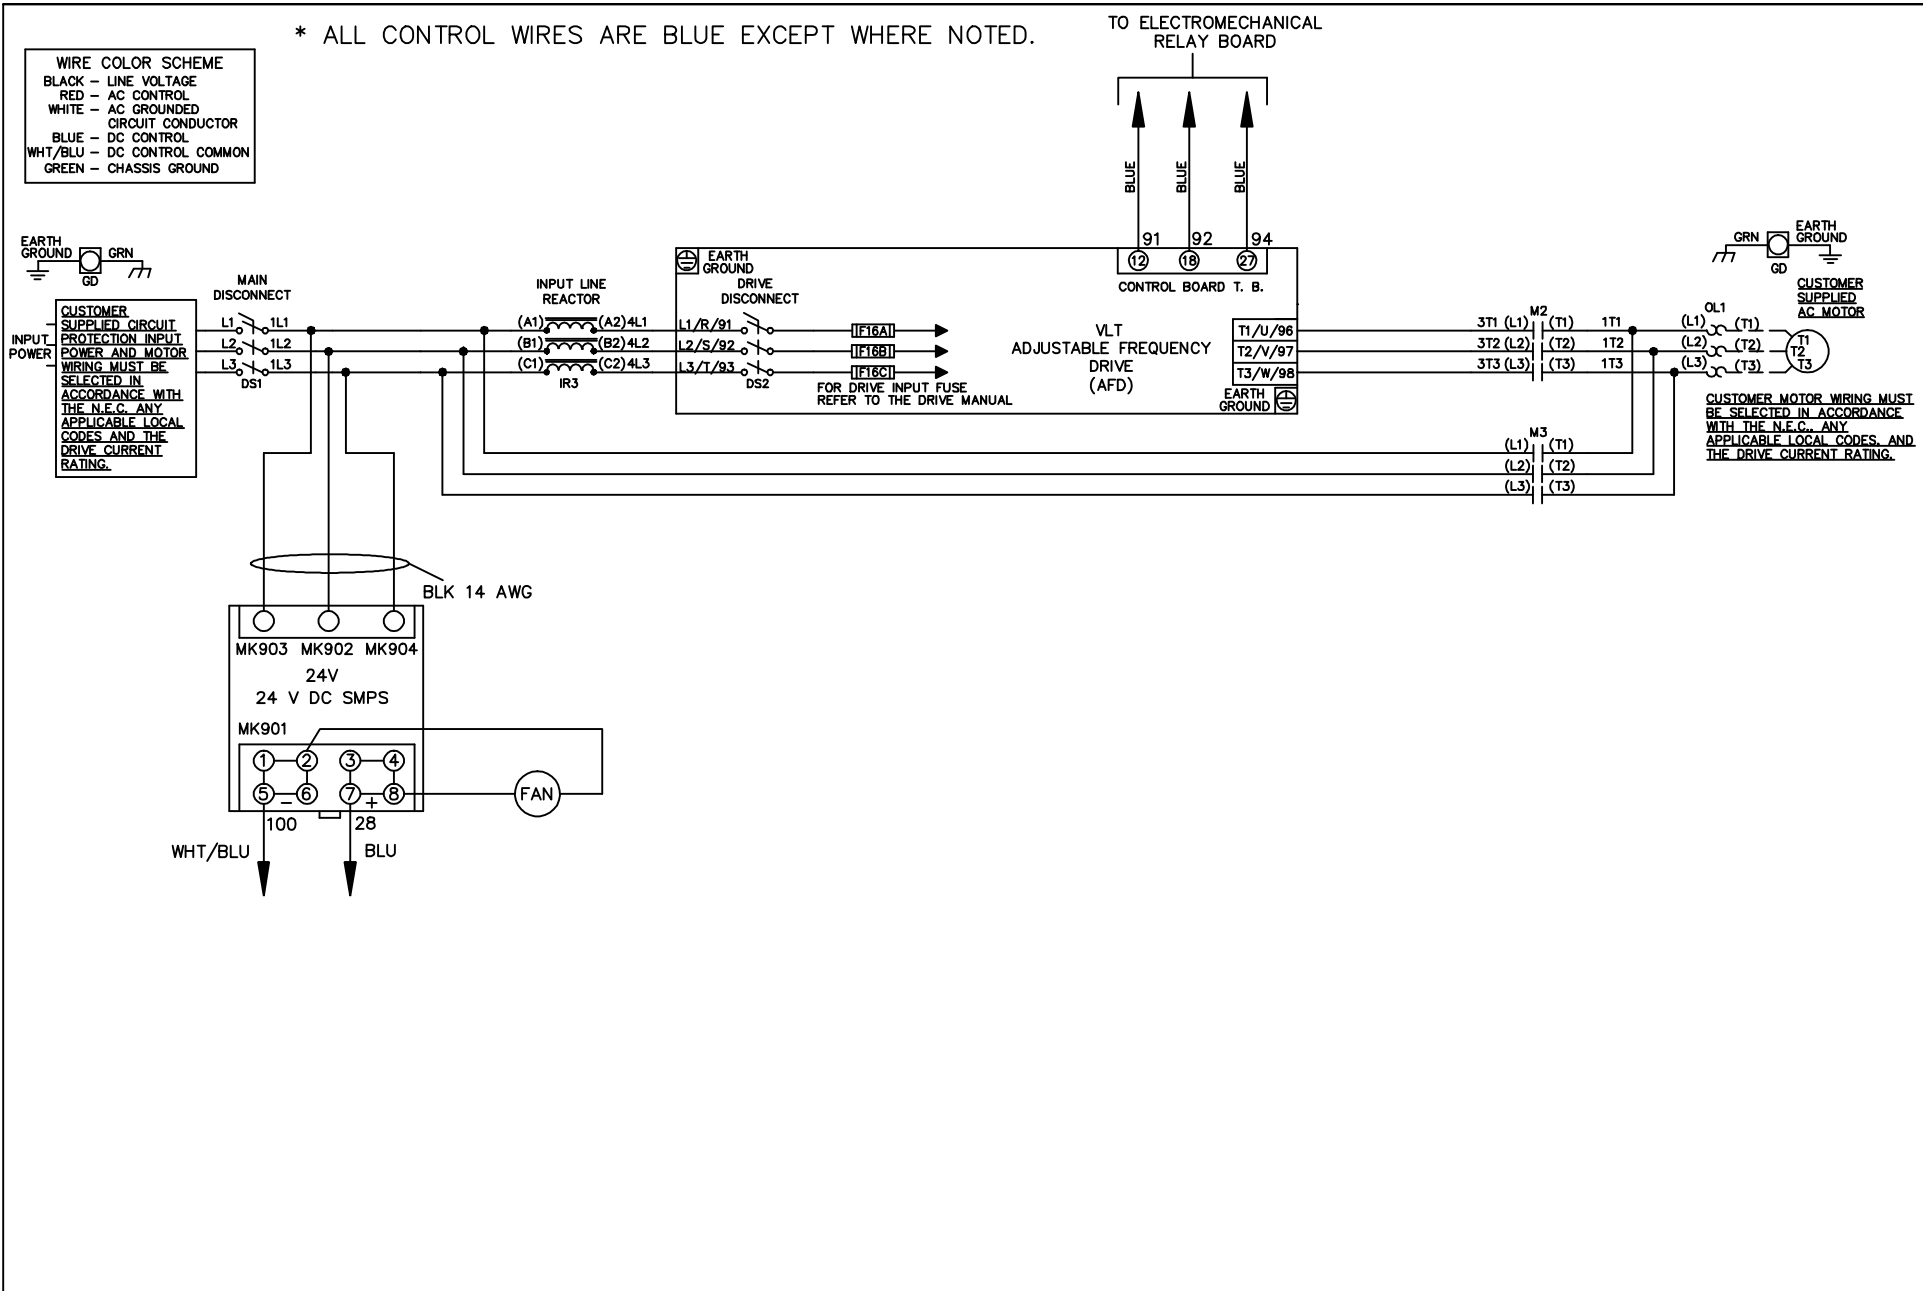 * ALL CONTROL WIRES ARE BLUE EXCEPT WHERE NOTED.
TO ELECTROMECHANICAL
RELAY BOARD
WIRE COLOR SCHEME
BLACK - LINE VOLTAGE
RED - AC CONTROL
WHITE - AC GROUNDED
CIRCUIT CONDUCTOR
BLUE - DC CONTROL
WHT/BLU - DC CONTROL COMMON
GREEN - CHASSIS GROUND
BLUE
BLUE
BLUE
91 92 94
12 18 27
CONTROL BOARD T. B.
EARTH
GROUND
GRN
GD
INPUT
POWER
CUSTOMER
SUPPLIED CIRCUIT
PROTECTION INPUT
POWER AND MOTOR
WIRING MUST BE
SELECTED IN
ACCORDANCE WITH
THE N.E.C. ANY
APPLICABLE LOCAL
CODES AND THE
DRIVE CURRENT
RATING.
MAIN
DISCONNECT
L1 1L1
L2 1L2
L3 1L3
DS1
INPUT LINE
REACTOR
(A1) (A2) 4L1
(B1) (B2) 4L2
(C1) (C2) 4L3
IR3
EARTH
GROUND
DRIVE
DISCONNECT
L1/R/91
L2/S/92
L3/T/93
DS2
F16A
F16B
F16C
FOR DRIVE INPUT FUSE
REFER TO THE DRIVE MANUAL
VLT
ADJUSTABLE FREQUENCY
DRIVE
(AFD)
T1/U/96
T2/V/97
T3/W/98
EARTH
GROUND
M2
3T1 (L1) (T1) 1T1
3T2 (L2) (T2) 1T2
3T3 (L3) (T3) 1T3
M3
(L1) (T1)
(L2) (T2)
(L3) (T3)
OL1
(L1) (T1)
(L2) (T2)
(L3) (T3)
T1
T2
T3
GRN
EARTH
GROUND
GD
CUSTOMER
SUPPLIED
AC MOTOR
CUSTOMER MOTOR WIRING MUST
BE SELECTED IN ACCORDANCE
WITH THE N.E.C., ANY
APPLICABLE LOCAL CODES, AND
THE DRIVE CURRENT RATING.
BLK 14 AWG
MK903 MK902 MK904
24V
24 V DC SMPS
MK901
1 2 3 4
5 - 6 7 + 8
FAN
100 28
WHT/BLU BLU